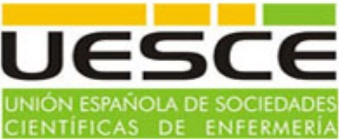 UESCE
UNIÓN ESPAÑOLA DE SOCIEDADES
CIENTÍFICAS DE ENFERMERÍA